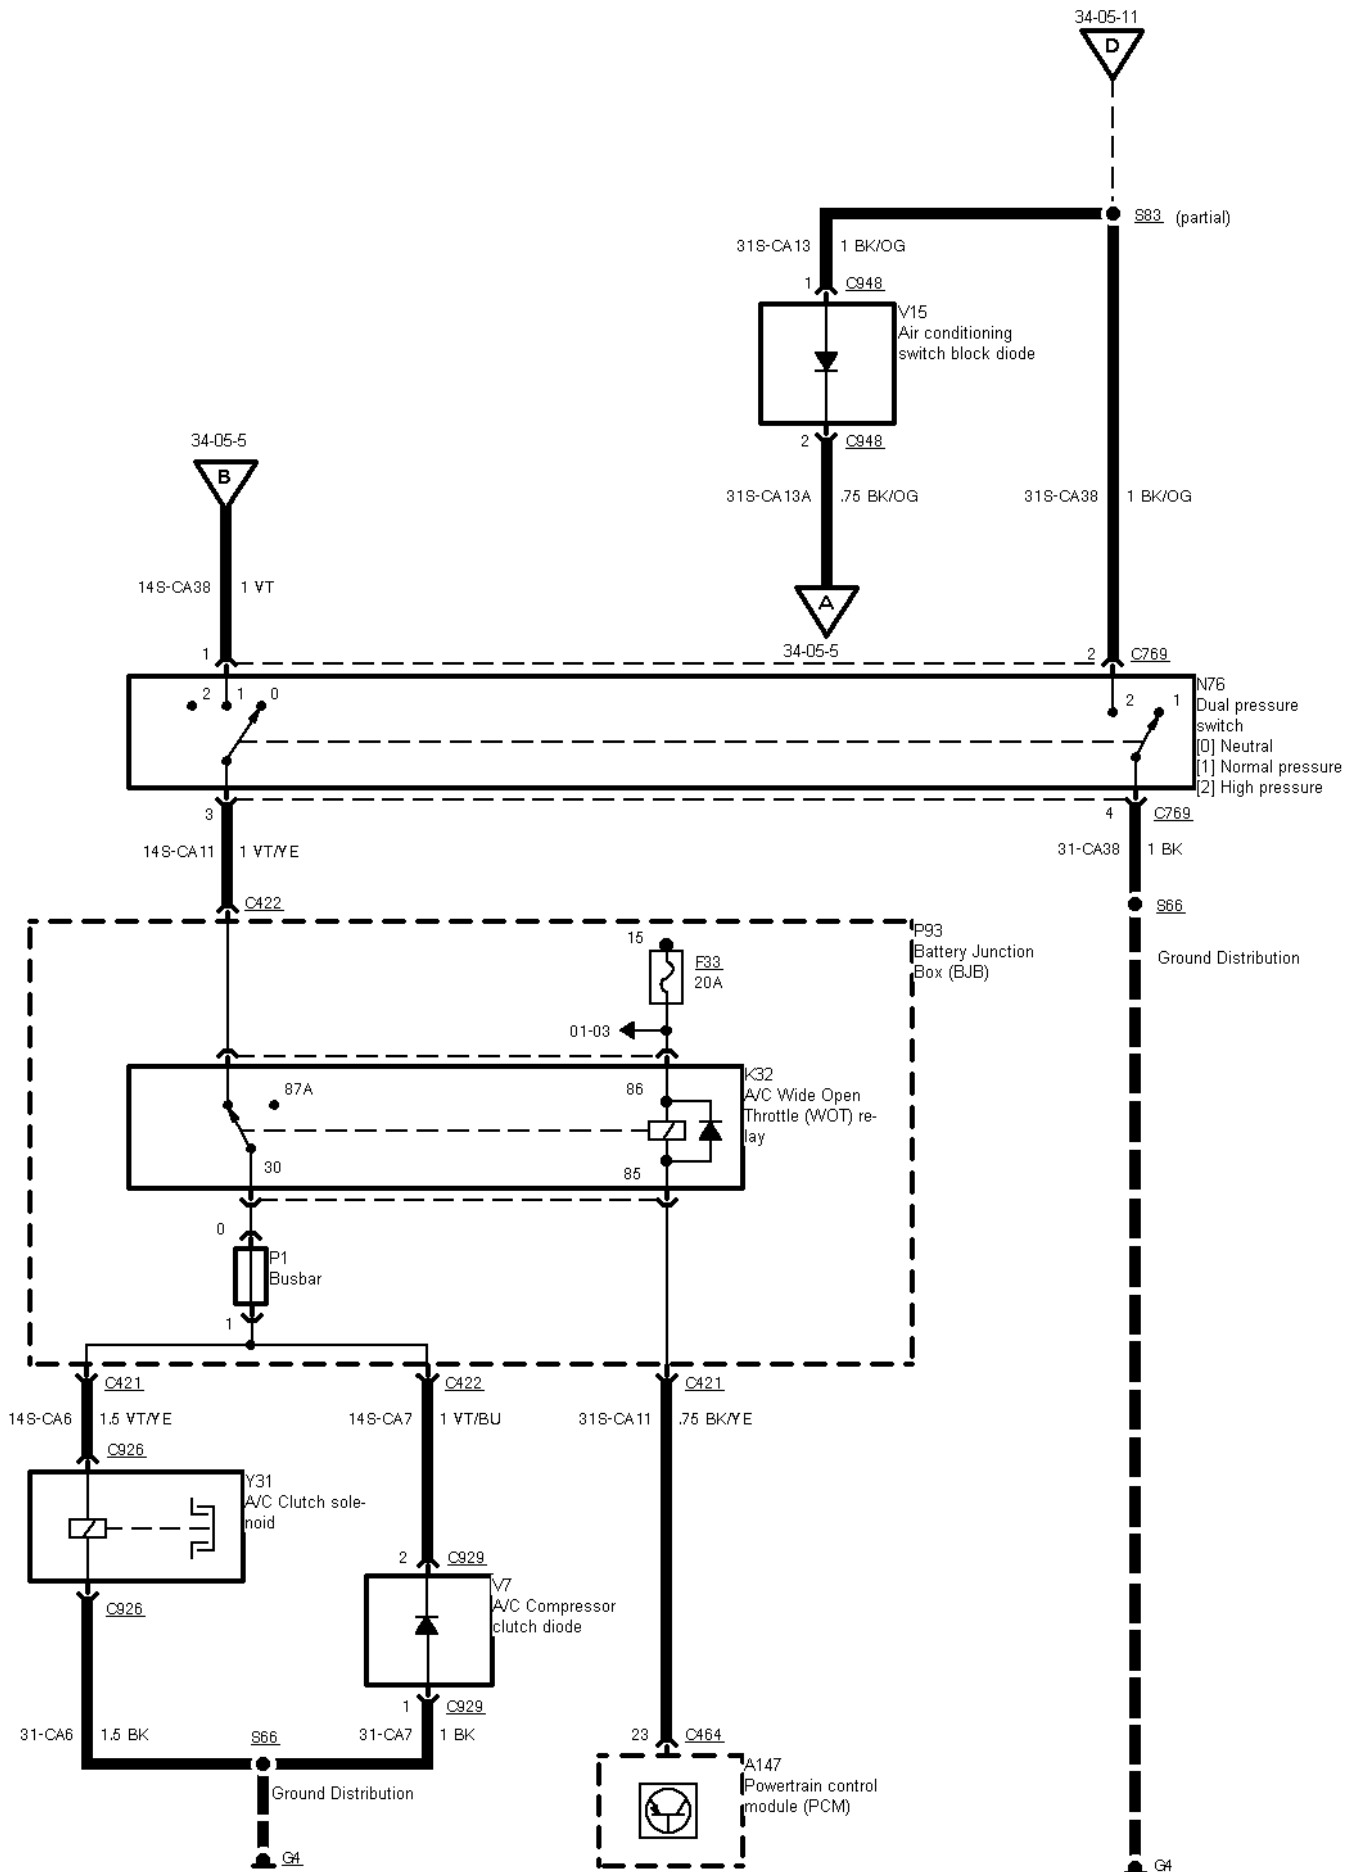 34-05-11
D
S83 (partial)
31S-CA13 1 BK/OG
1 C948
V15
Air conditioning
switch block diode
2 C948
34-05-5
B
31S-CA13A .75 BK/OG
31S-CA38 1 BK/OG
14S-CA38 1 VT
A
34-05-5
1
2 C769
2 1 0
2 1
N76
Dual pressure
switch
[0] Neutral
[1] Normal pressure
[2] High pressure
3
4 C769
14S-CA11 1 VT/YE
31-CA38 1 BK
C422
S66
Ground Distribution
P93
Battery Junction
Box (BJB)
15
F33
20A
01-03
87A
86
K32
A/C Wide Open
Throttle (WOT) re-
lay
30
85
0
P1
Busbar
1
C421
C422
C421
14S-CA6 1.5 VT/YE
14S-CA7 1 VT/BU
31S-CA11 .75 BK/YE
C926
Y31
A/C Clutch sole-
noid
2 C929
V7
A/C Compressor
clutch diode
C926
1 C929
31-CA6 1.5 BK
S66
31-CA7 1 BK
23 C464
A147
Powertrain control
module (PCM)
Ground Distribution
G4
G4